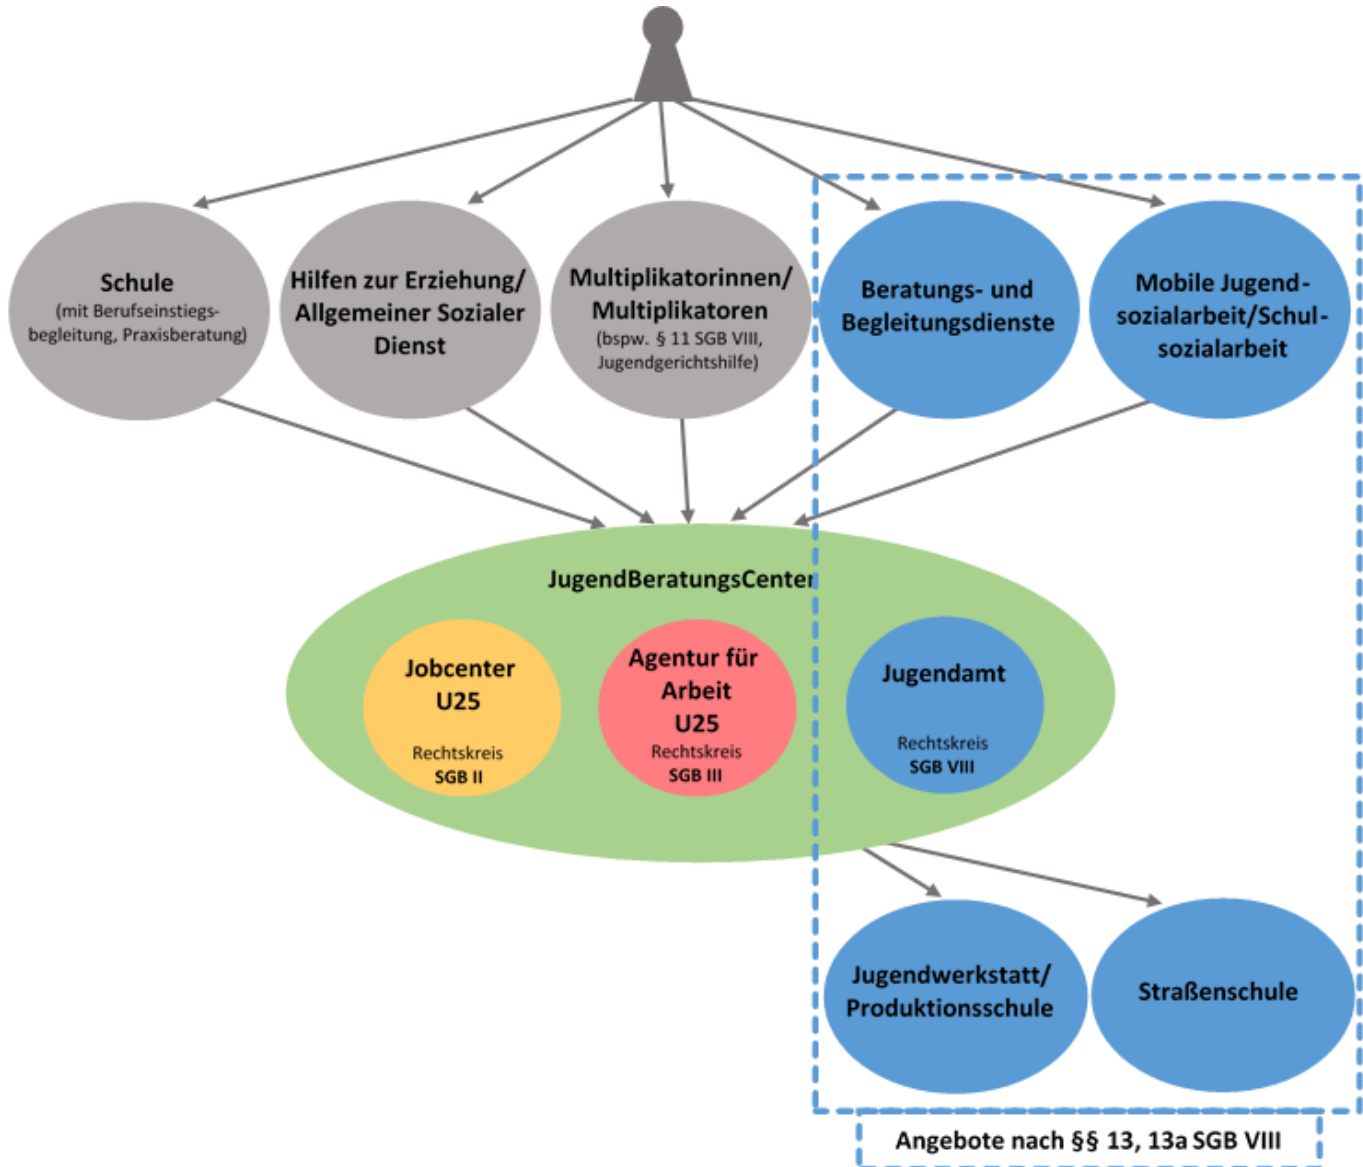 Schule
(mit Berufseinstiegs-
begleitung, Praxisberatung)
Hilfen zur Erziehung/
Allgemeiner Sozialer
Dienst
Multiplikatorinnen/
Multiplikatoren
(bspw. § 11 SGB VIII,
Jugendgerichtshilfe)
Beratungs- und
Begleitungsdienste
Mobile Jugend-
sozialarbeit/Schul-
sozialarbeit
JugendBeratungsCenter
Jobcenter
U25
Rechtskreis
SGB II
Agentur für
Arbeit
U25
Rechtskreis
SGB III
Jugendamt
Rechtskreis
SGB VIII
Jugendwerkstatt/
Produktionsschule
Straßenschule
Angebote nach §§ 13, 13a SGB VIII